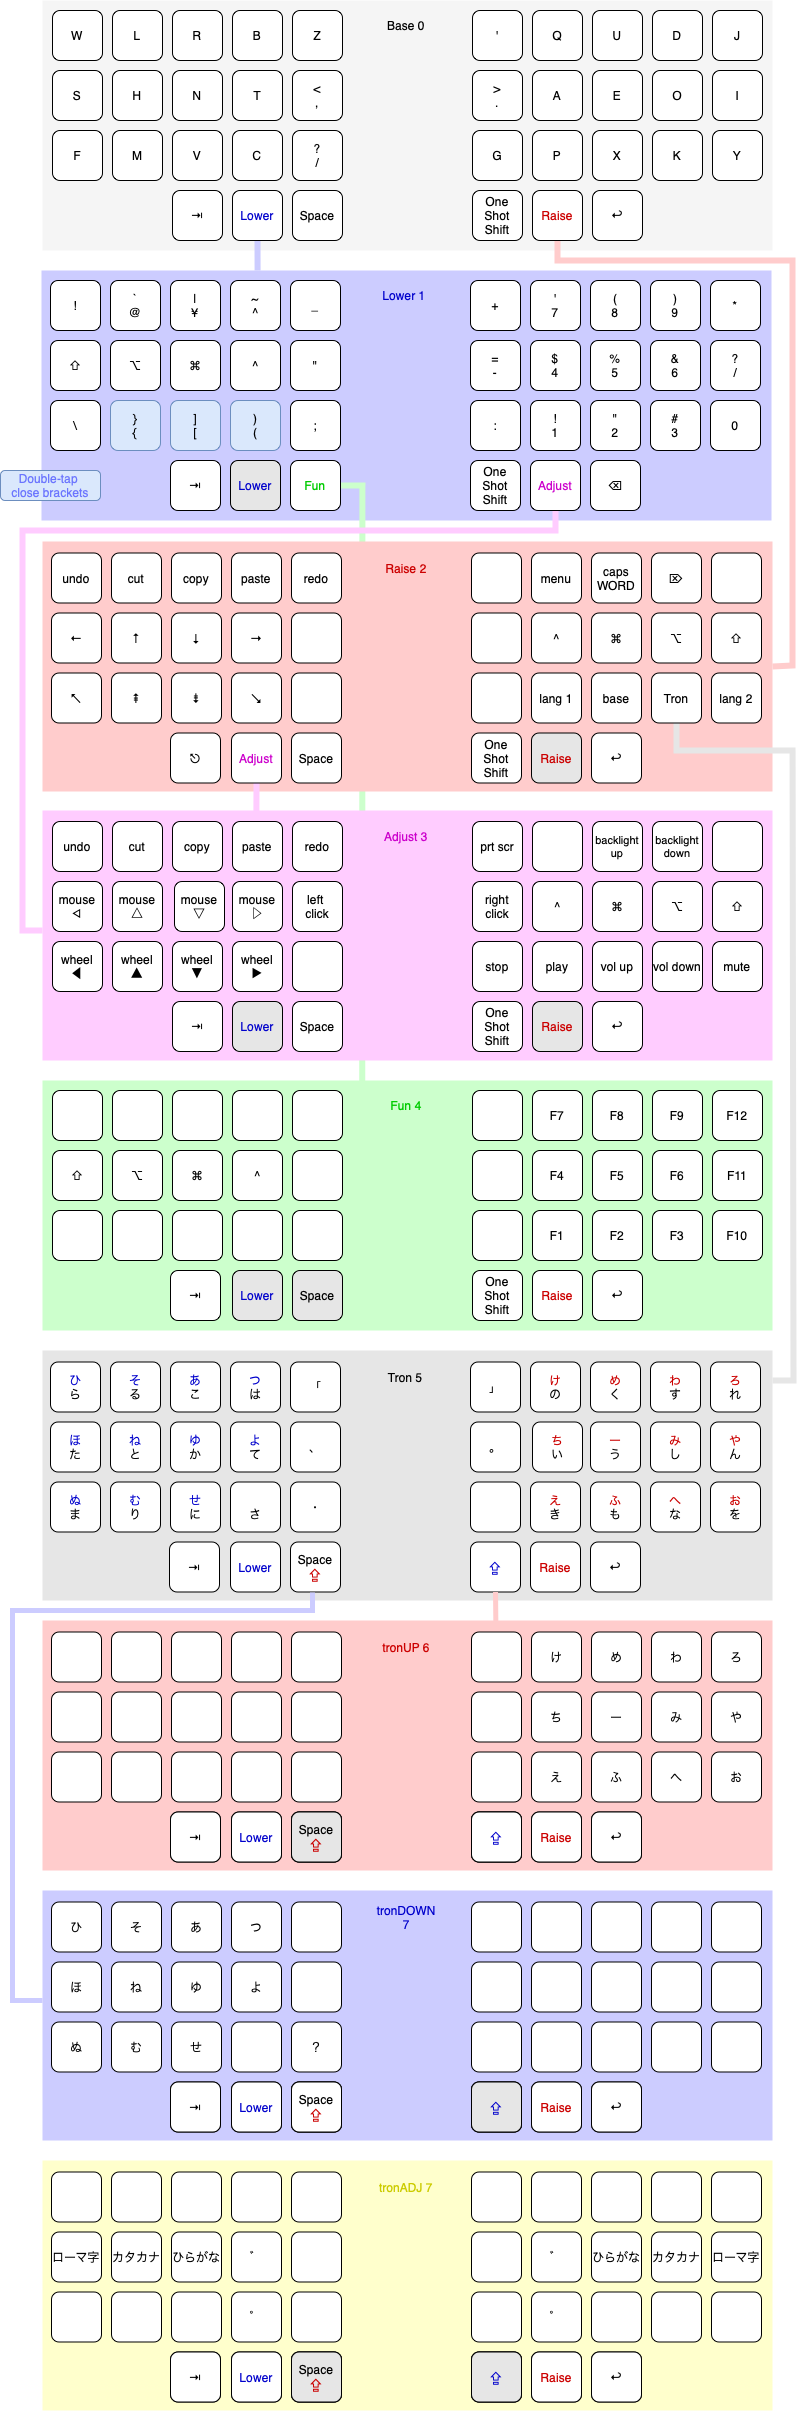 W L R B Z Base 0 ' Q U D J
S H N T < > A E O I
, .
F M V C ? G P X K Y
/
⇥ Lower Space One Shot Shift Raise ↩
! ` | ~ _ Lower 1 + ' ( ) *
@ ¥ ^ 7 8 9
⇧ ⌥ ⌘ ^ " = $ % & ?
- 4 5 6 /
\ } ] ) ; : ! " # 0
{ [ ( 1 2 3
Double-tap
close brackets
⇥ Lower Fun One Shot Shift Adjust ⌫
undo cut copy paste redo Raise 2 menu caps WORD ⌦
← ↑ ↓ → ^ ⌘ ⌥ ⇧
↖ ⇞ ⇟ ↘ lang 1 base Tron lang 2
⎋ Adjust Space One Shot Shift Raise ↩
undo cut copy paste redo Adjust 3 prt scr backlight up backlight down
mouse ◁ mouse △ mouse ▽ mouse ▷ left click right click ^ ⌘ ⌥ ⇧
wheel ◀ wheel ▲ wheel ▼ wheel ▶ stop play vol up vol down mute
⇥ Lower Space One Shot Shift Raise ↩
Fun 4 F7 F8 F9 F12
⇧ ⌥ ⌘ ^ F4 F5 F6 F11
F1 F2 F3 F10
⇥ Lower Space One Shot Shift Raise ↩
ひ そ あ つ 「 Tron 5 」 け め わ ろ
ら る こ は の く す れ
ほ ね ゆ よ 、 。 ち ー み や
た と か て い う し ん
ぬ む せ ・ え ふ へ お
ま り に さ き も な を
⇥ Lower Space ⇪ ⇪ Raise ↩
tronUP 6 け め わ ろ
ち ー み や
え ふ へ お
⇥ Lower Space ⇪ ⇪ Raise ↩
ひ そ あ つ tronDOWN
7
ほ ね ゆ よ
ぬ む せ ?
⇥ Lower Space ⇪ ⇪ Raise ↩
tronADJ 7
ローマ字 カタカナ ひらがな ゛ ゛ ひらがな カタカナ ローマ字
゜ ゜
⇥ Lower Space ⇪ ⇪ Raise ↩